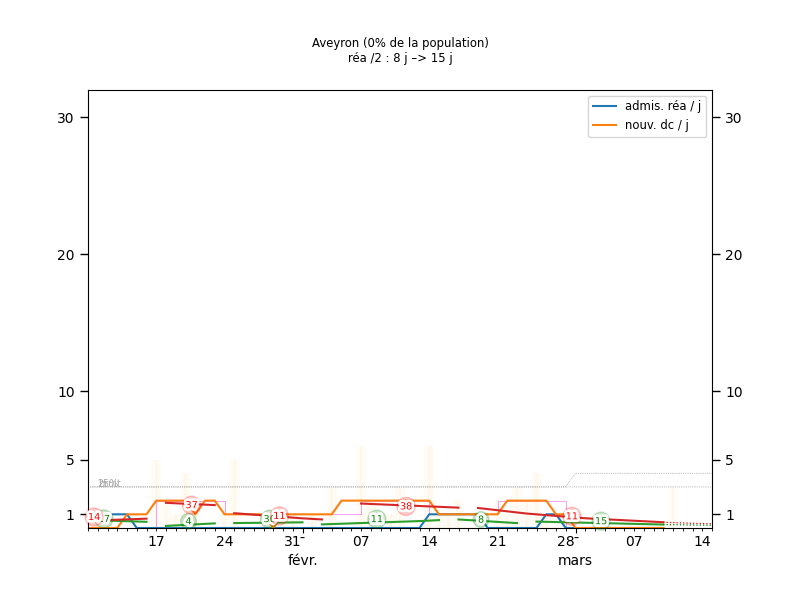 Aveyron (0% de la population)
réa /2 : 8 j –> 15 j
admis. réa / j
nouv. dc / j
30 30
20 20
10 10
5 5
1 1
14 7 37 4 11 11 38 8 11 15
17 24 31 07 14 21 28 07 14
févr. mars